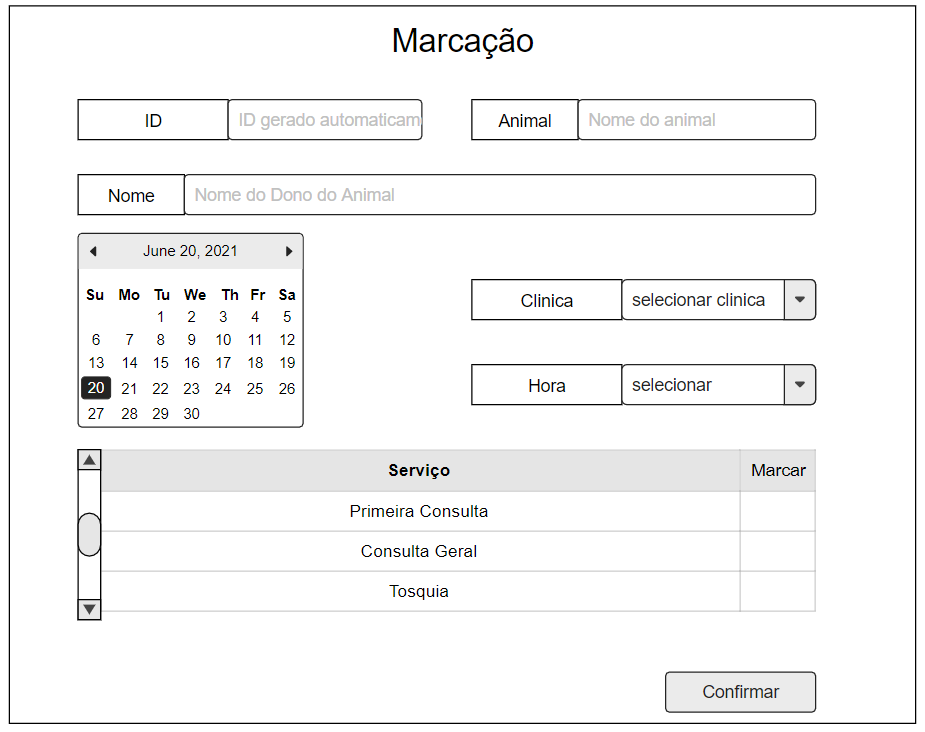 Marcação
ID ID gerado automaticam Animal Nome do animal
Nome Nome do Dono do Animal
June 20, 2021
Su Mo Tu We Th Fr Sa
1 2 3 4 5
6 7 8 9 10 11 12
13 14 15 16 17 18 19
20 21 22 23 24 25 26
27 28 29 30
Clinica selecionar clinica
Hora selecionar
Serviço Marcar
Primeira Consulta
Consulta Geral
Tosquia
Confirmar